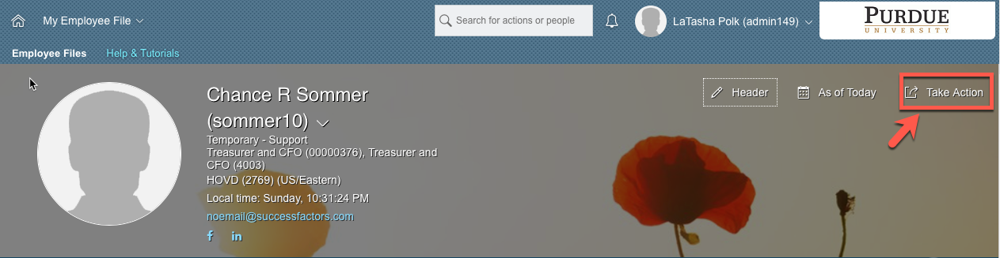 My Employee File
Search for actions or people
LaTasha Polk (admin149)
PURDUE
UNIVERSITY
Employee Files
Help & Tutorials
Chance R Sommer
(sommer10)
Header
As of Today
Take Action
Temporary - Support
Treasurer and CFO (00000376), Treasurer and
CFO (4003)
HOVD (2769) (US/Eastern)
Local time: Sunday, 10:31:24 PM
noemail@successfactors.com
f
in